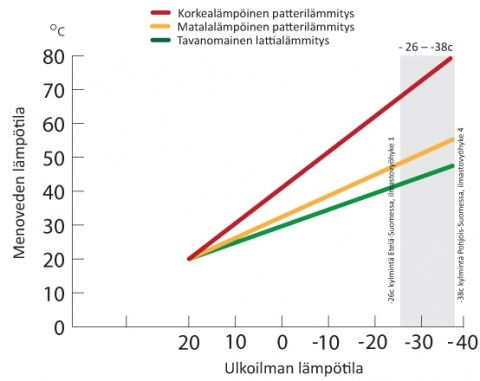 Korkealämpöinen patterilämmitys
Matalalämpöinen patterilämmitys
Tavanomainen lattialämmitys
°C
- 26 – -38c
80
70
60
50
40
30
20
10
0
Menoveden lämpötila
-26c kylmintä Etelä-Suomessa, ilmastovyöhyke 1
-38c kylmintä Pohjois-Suomessa, ilmastovyöhyke 4
20 10 0 -10 -20 -30 -40
Ulkoilman lämpötila